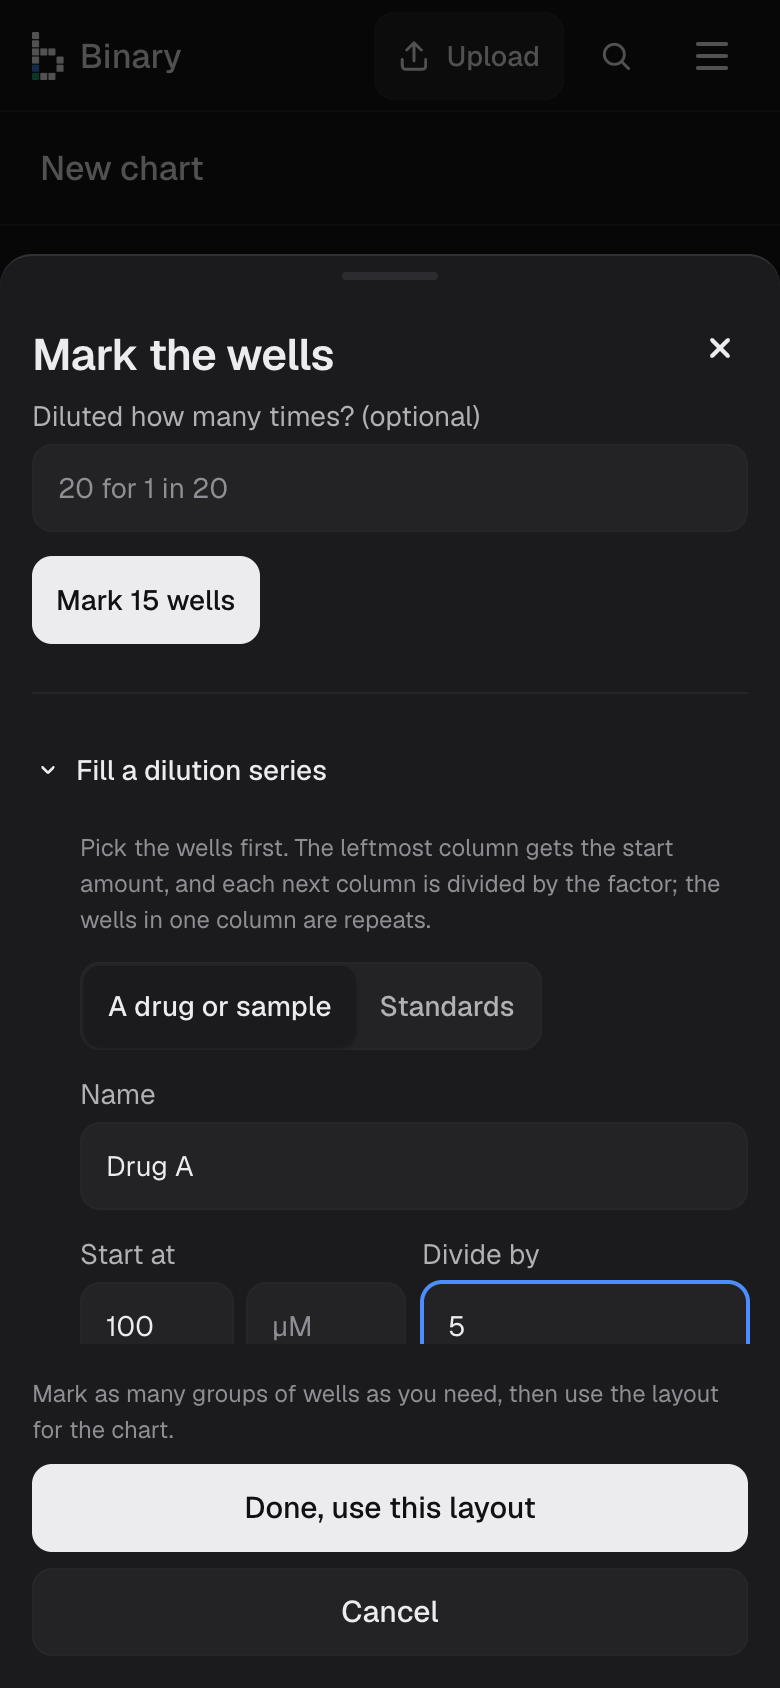 Binary
Upload
New chart
Mark the wells
Diluted how many times? (optional)
20 for 1 in 20
Mark 15 wells
Fill a dilution series
Pick the wells first. The leftmost column gets the start
amount, and each next column is divided by the factor; the
wells in one column are repeats.
A drug or sample
Standards
Name
Drug A
Start at
Divide by
100
µM
5
Mark as many groups of wells as you need, then use the layout
for the chart.
Done, use this layout
Cancel